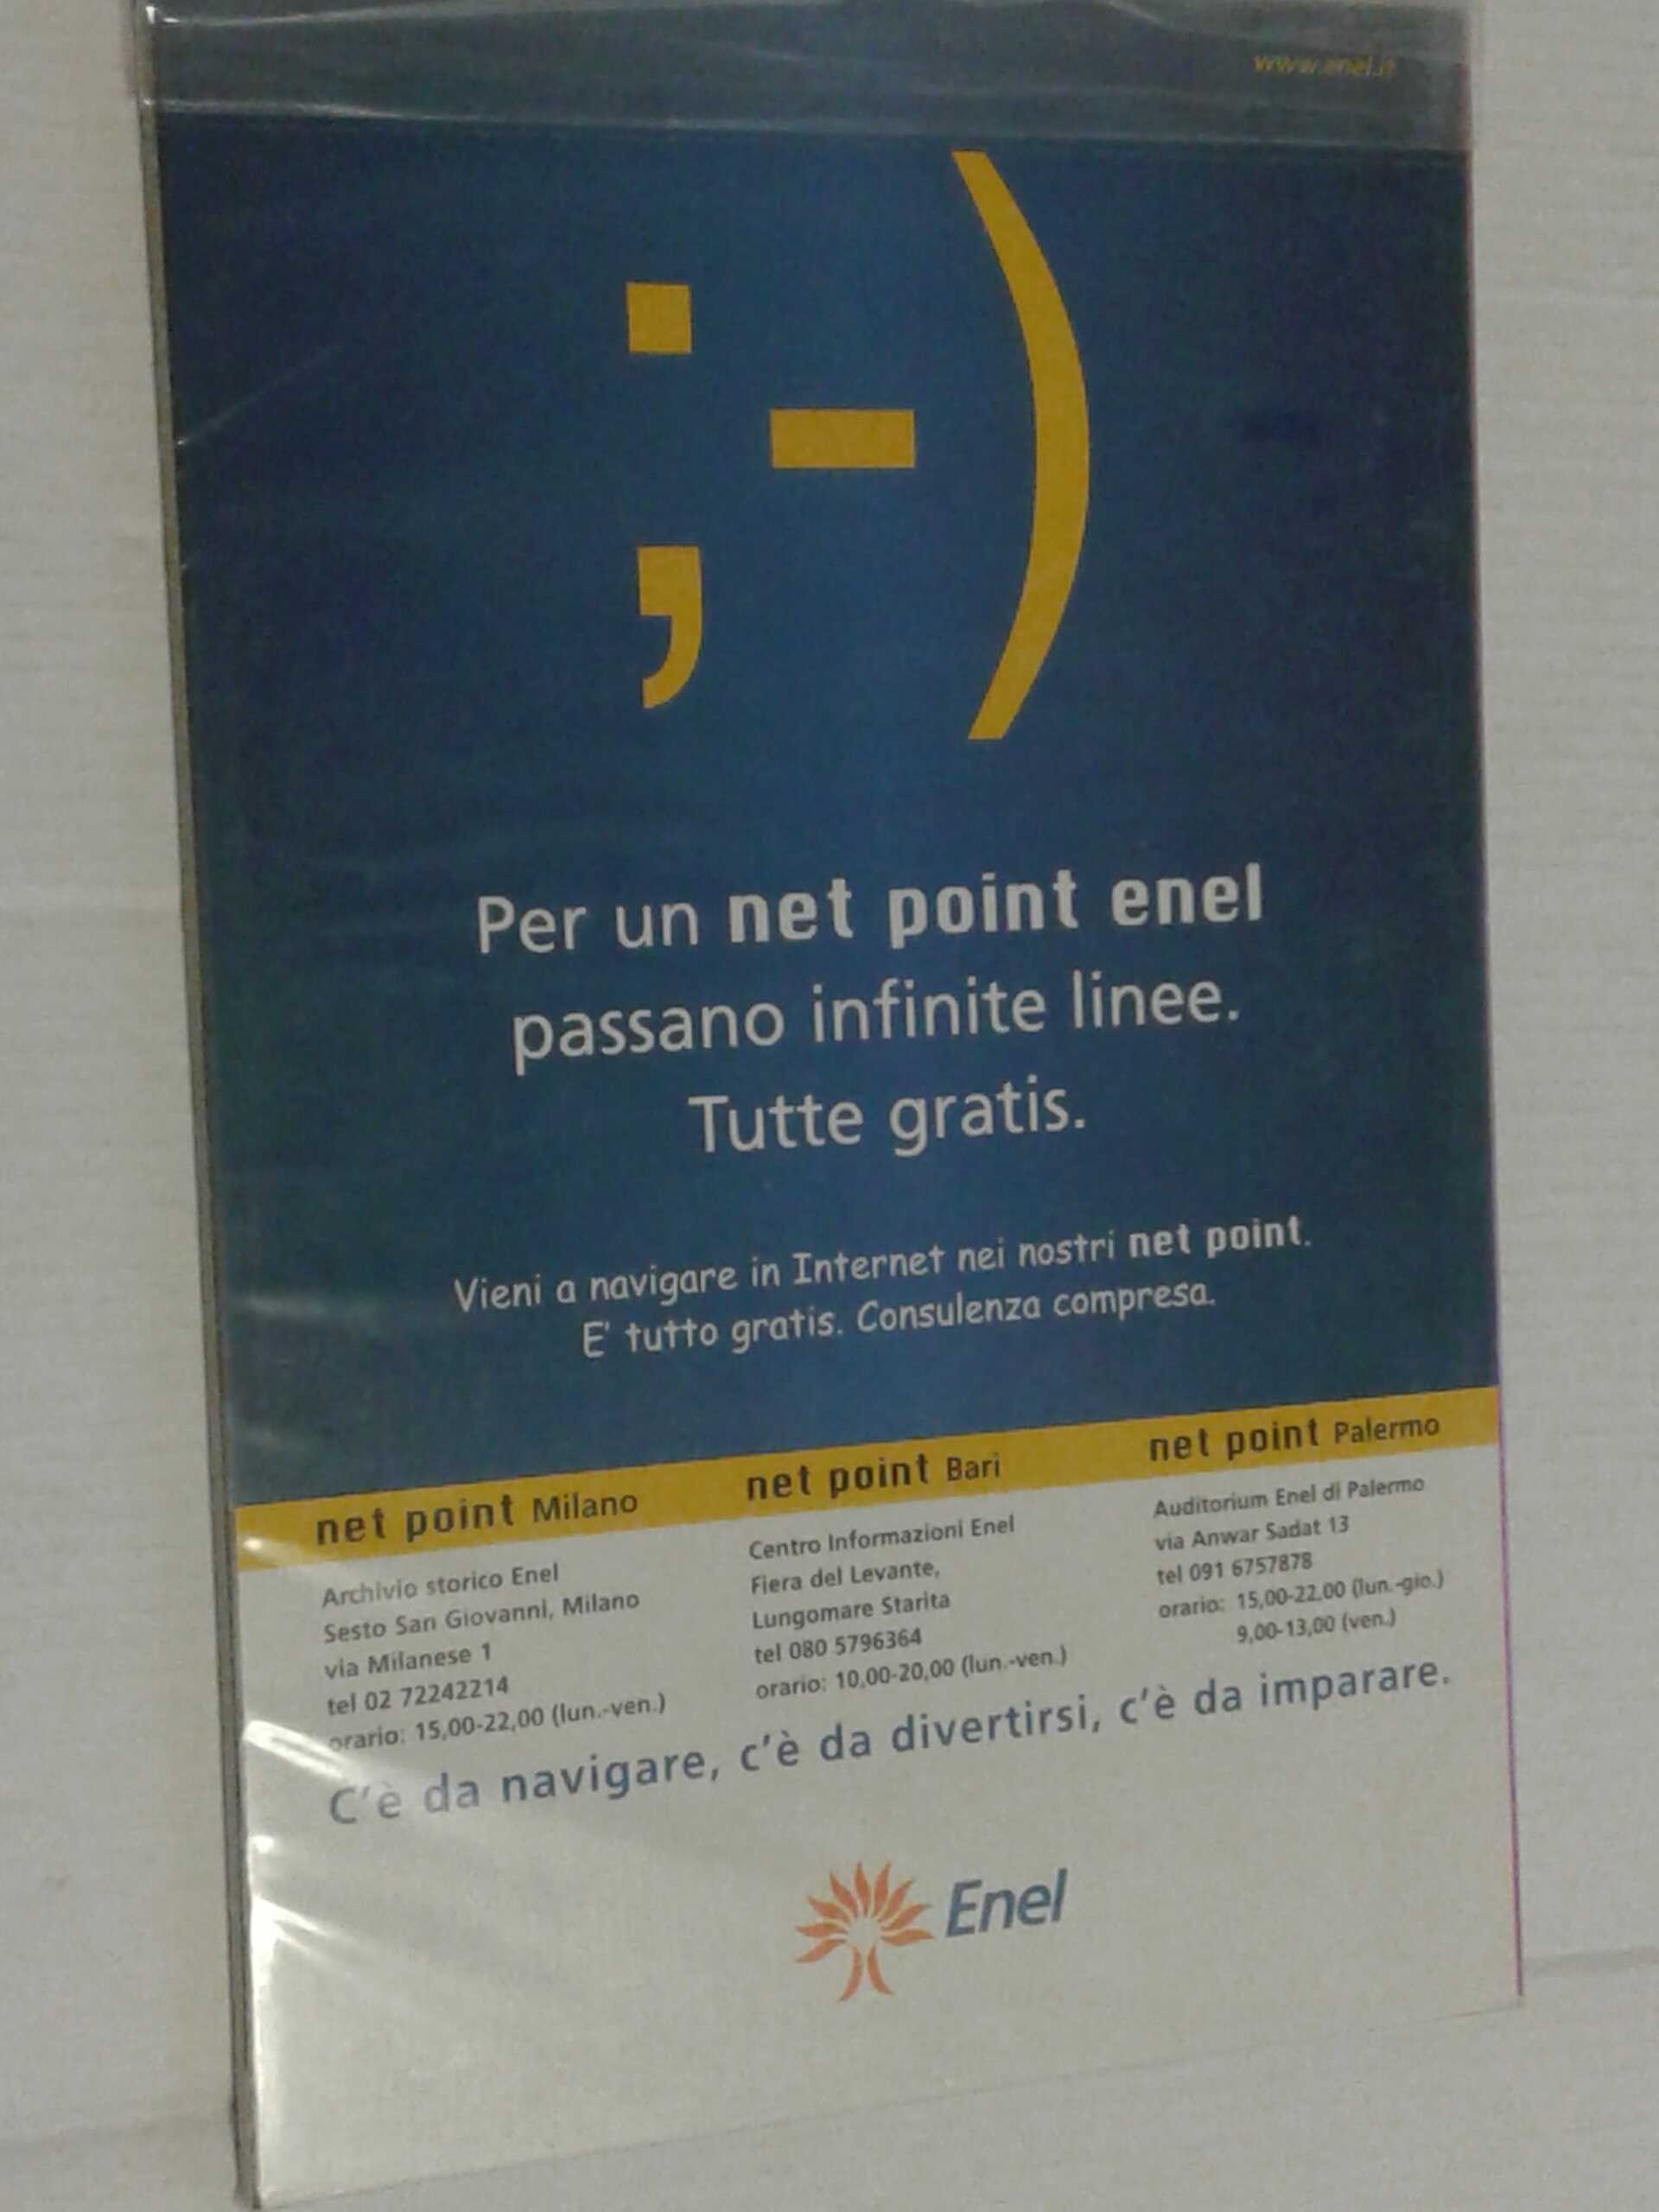 www.enel.it
;-)
Per un net point enel
passano infinite linee.
Tutte gratis.
Vieni a navigare in Internet nei nostri net point.
E' tutto gratis. Consulenza compresa.
net point Milano
Archivio storico Enel
Sesto San Giovanni, Milano
via Milanese 1
tel 02 72242214
orario: 15,00-22,00 (lun.-ven.)
net point Bari
Centro Informazioni Enel
Fiera del Levante,
Lungomare Starita
tel 080 5796364
orario: 10,00-20,00 (lun.-ven.)
net point Palermo
Auditorium Enel di Palermo
via Anwar Sadat 13
tel 091 6757878
orario: 15,00-22,00 (lun.-gio.)
9,00-13,00 (ven.)
C'è da navigare, c'è da divertirsi, c'è da imparare.
Enel